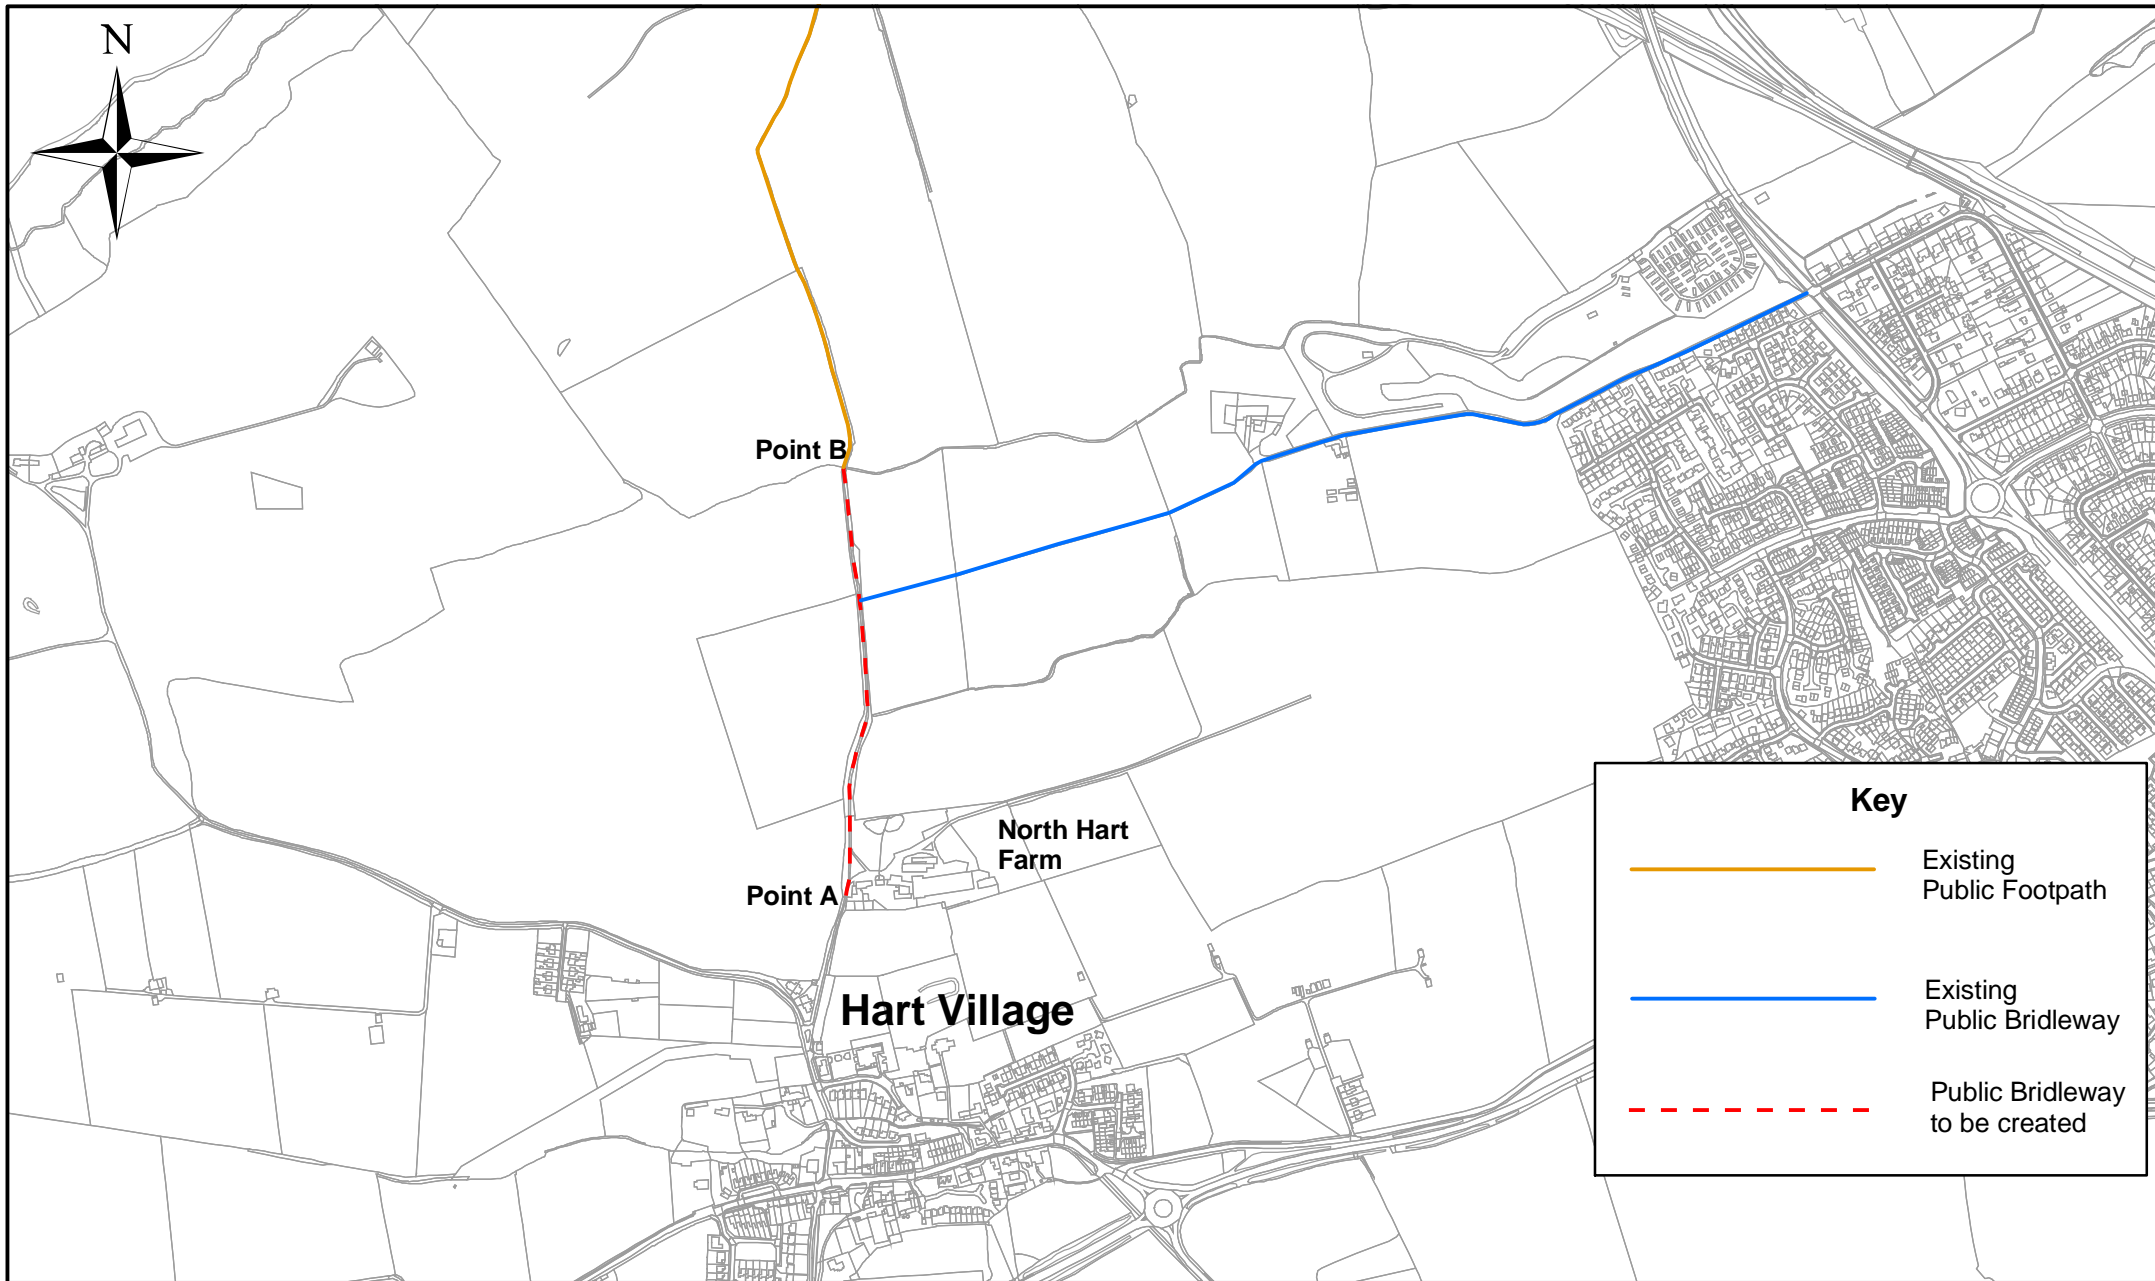 N
Point B
North Hart
Farm
Point A
Hart Village
Key
Existing
Public Footpath
Existing
Public Bridleway
Public Bridleway
to be created